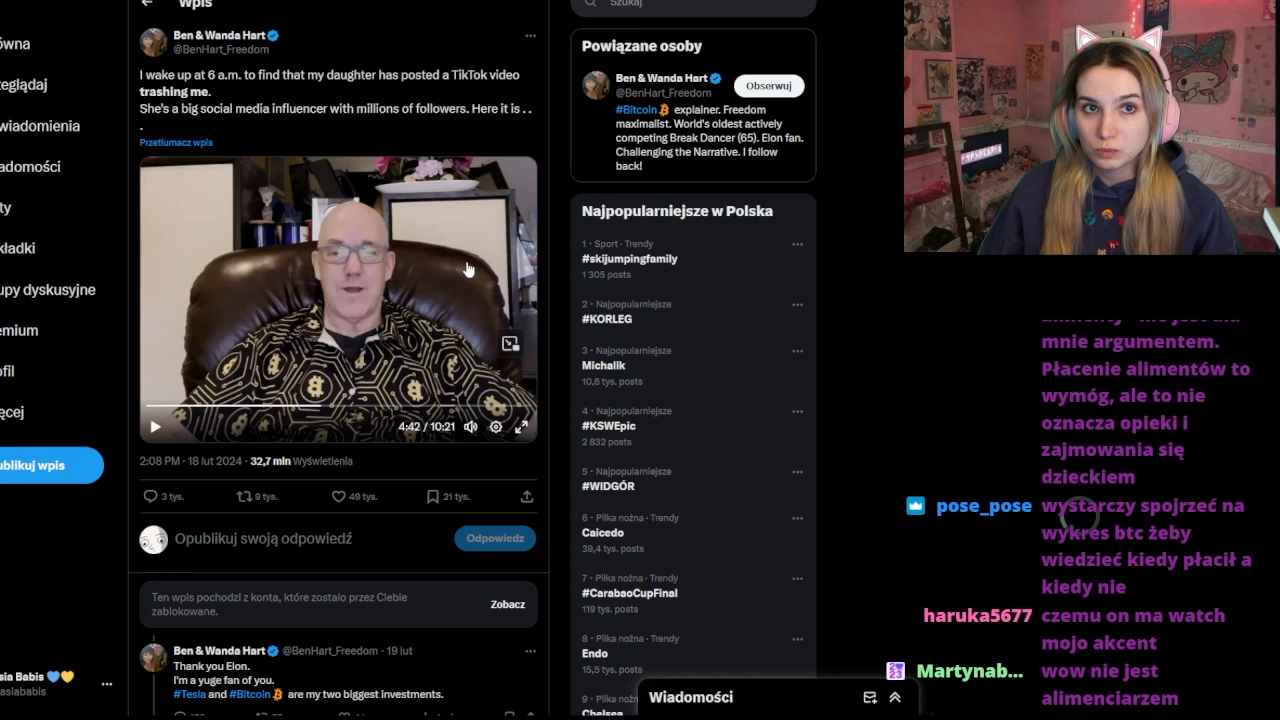 Wpis
Ben & Wanda Hart
@BenHart_Freedom
I wake up at 6 a.m. to find that my daughter has posted a TikTok video
trashing me.
She's a big social media influencer with millions of followers. Here it is . .
.
Przetłumacz wpis
4:42 / 10:21
2:08 PM · 18 lut 2024 · 32,7 mln Wyświetlenia
3 tys.
9 tys.
49 tys.
21 tys.
Opublikuj swoją odpowiedź
Odpowiedz
Ten wpis pochodzi z konta, które zostało przez Ciebie
zablokowane.
Zobacz
Ben & Wanda Hart @BenHart_Freedom · 19 lut
Thank you Elon.
I'm a yuge fan of you.
#Tesla and #Bitcoin are my two biggest investments.
ówna
zeglądaj
wiadomienia
adomości
ty
kładki
upy dyskusyjne
emium
ofil
ęcej
ublikuj wpis
sia Babis
asiababis
Szukaj
Powiązane osoby
Ben & Wanda Hart
@BenHart_Freedom
Obserwuj
#Bitcoin explainer. Freedom
maximalist. World's oldest actively
competing Break Dancer (65). Elon fan.
Challenging the Narrative. I follow
back!
Najpopularniejsze w Polska
1 · Sport · Trendy
#skijumpingfamily
1 305 posts
2 · Najpopularniejsze
#KORLEG
3 · Najpopularniejsze
Michalik
10,6 tys. posts
4 · Najpopularniejsze
#KSWEpic
2 832 posts
5 · Najpopularniejsze
#WIDGÓR
6 · Piłka nożna · Trendy
Caicedo
39,4 tys. posts
7 · Piłka nożna · Trendy
#CarabaoCupFinal
119 tys. posts
8 · Piłka nożna · Trendy
Endo
15,5 tys. posts
Chelsea
Wiadomości
mnie argumentem.
Płacenie alimentów to
wymóg, ale to nie
oznacza opieki i
zajmowania się
dzieckiem
pose_pose wystarczy spojrzeć na
wykres btc żeby
wiedzieć kiedy płacił a
kiedy nie
haruka5677 czemu on ma watch
mojo akcent
Martynab... wow nie jest
alimenciarzem